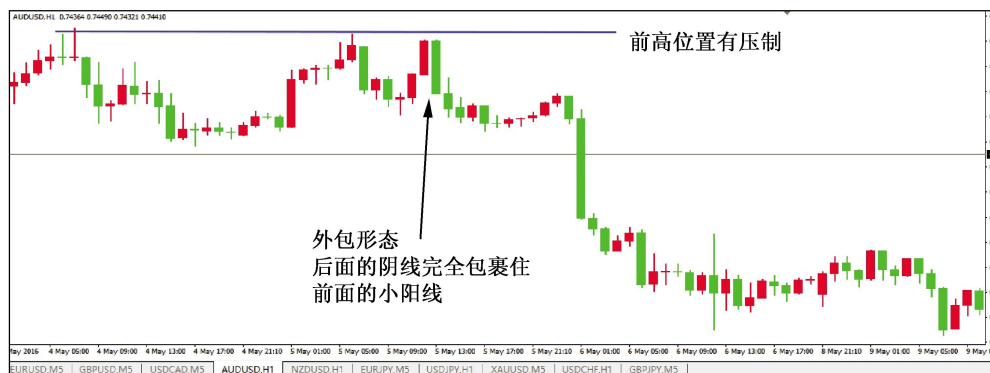 AUDUSD,H1 0.74364 0.74490 0.74321 0.74410
前高位置有压制
外包形态
后面的阴线完全包裹住
前面的小阳线
May 2016 4 May 05:00 4 May 09:00 4 May 13:00 4 May 17:00 4 May 21:10 5 May 01:00 5 May 05:00 5 May 09:00 5 May 13:00 5 May 17:00 5 May 21:10 6 May 01:00 6 May 05:00 6 May 09:00 6 May 13:00 6 May 17:00 8 May 21:10 9 May 01:00 9 May 05:00 9 May
EURUSD,M5 GBPUSD,M5 USDCAD,M5 AUDUSD,H1 NZDUSD,H1 EURJPY,M5 USDJPY,H1 XAUUSD,M5 USDCHF,H1 GBPJPY,M5